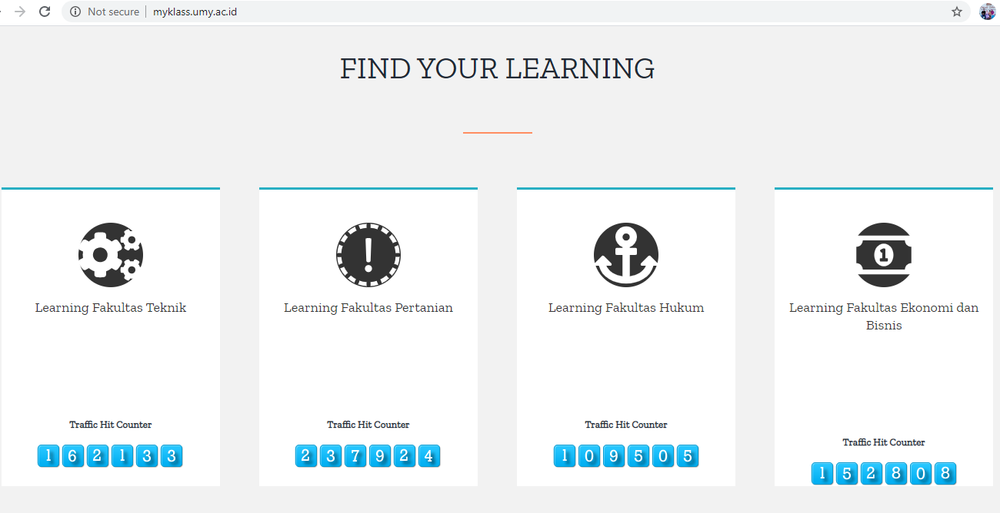 Not secure | myklass.umy.ac.id
FIND YOUR LEARNING
Learning Fakultas Teknik
Traffic Hit Counter
162133
Learning Fakultas Pertanian
Traffic Hit Counter
237924
Learning Fakultas Hukum
Traffic Hit Counter
109505
1
Learning Fakultas Ekonomi dan
Bisnis
Traffic Hit Counter
152808